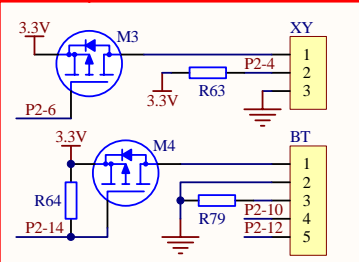 3.3V M3 XY
P2-4 1
R63 2
3.3V 3
P2-6
3.3V M4 BT
1
R64 2
R79 3
P2-10 4
P2-14 P2-12 5